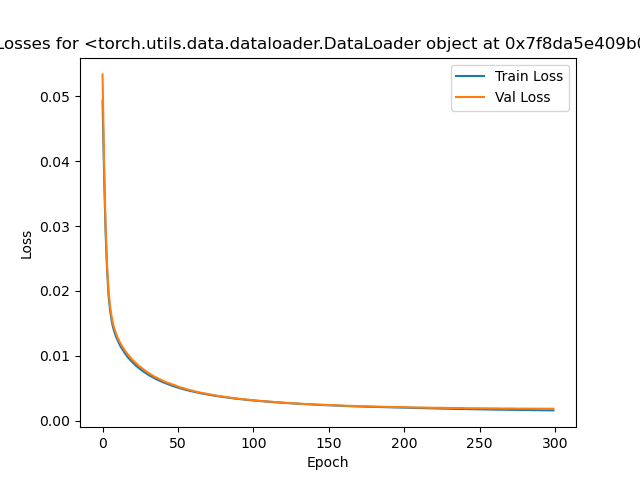 Losses for <torch.utils.data.dataloader.DataLoader object at 0x7f8da5e409b0
Train Loss
Val Loss
0.05
0.04
0.03
0.02
0.01
0.00
Loss
0 50 100 150 200 250 300
Epoch